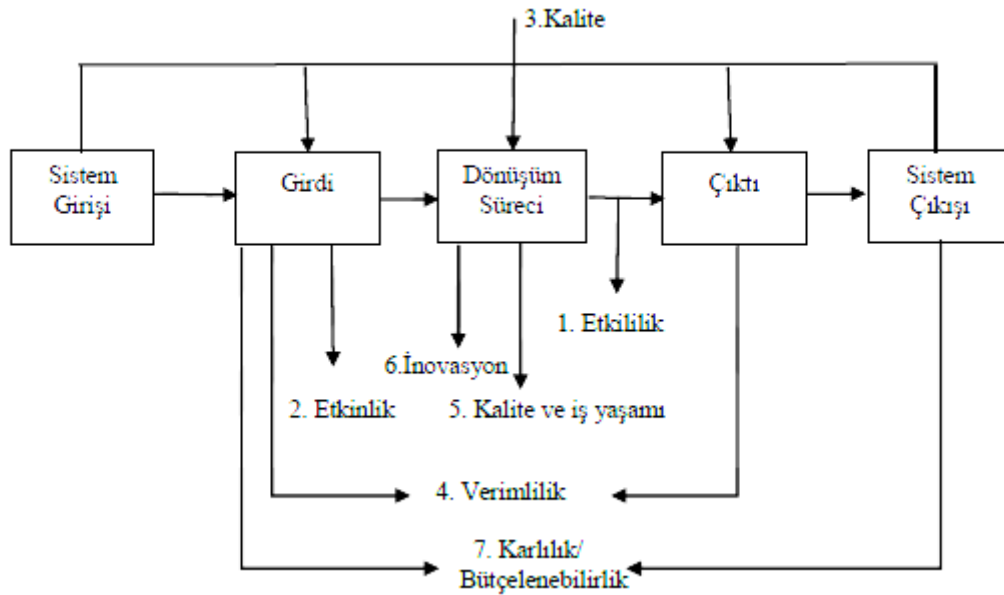 3.Kalite
Sistem
Girişi
Girdi
Dönüşüm
Süreci
Çıktı
Sistem
Çıkışı
1. Etkililik
6.İnovasyon
2. Etkinlik
5. Kalite ve iş yaşamı
4. Verimlilik
7. Karlılık/
Bütçelenebilirlik